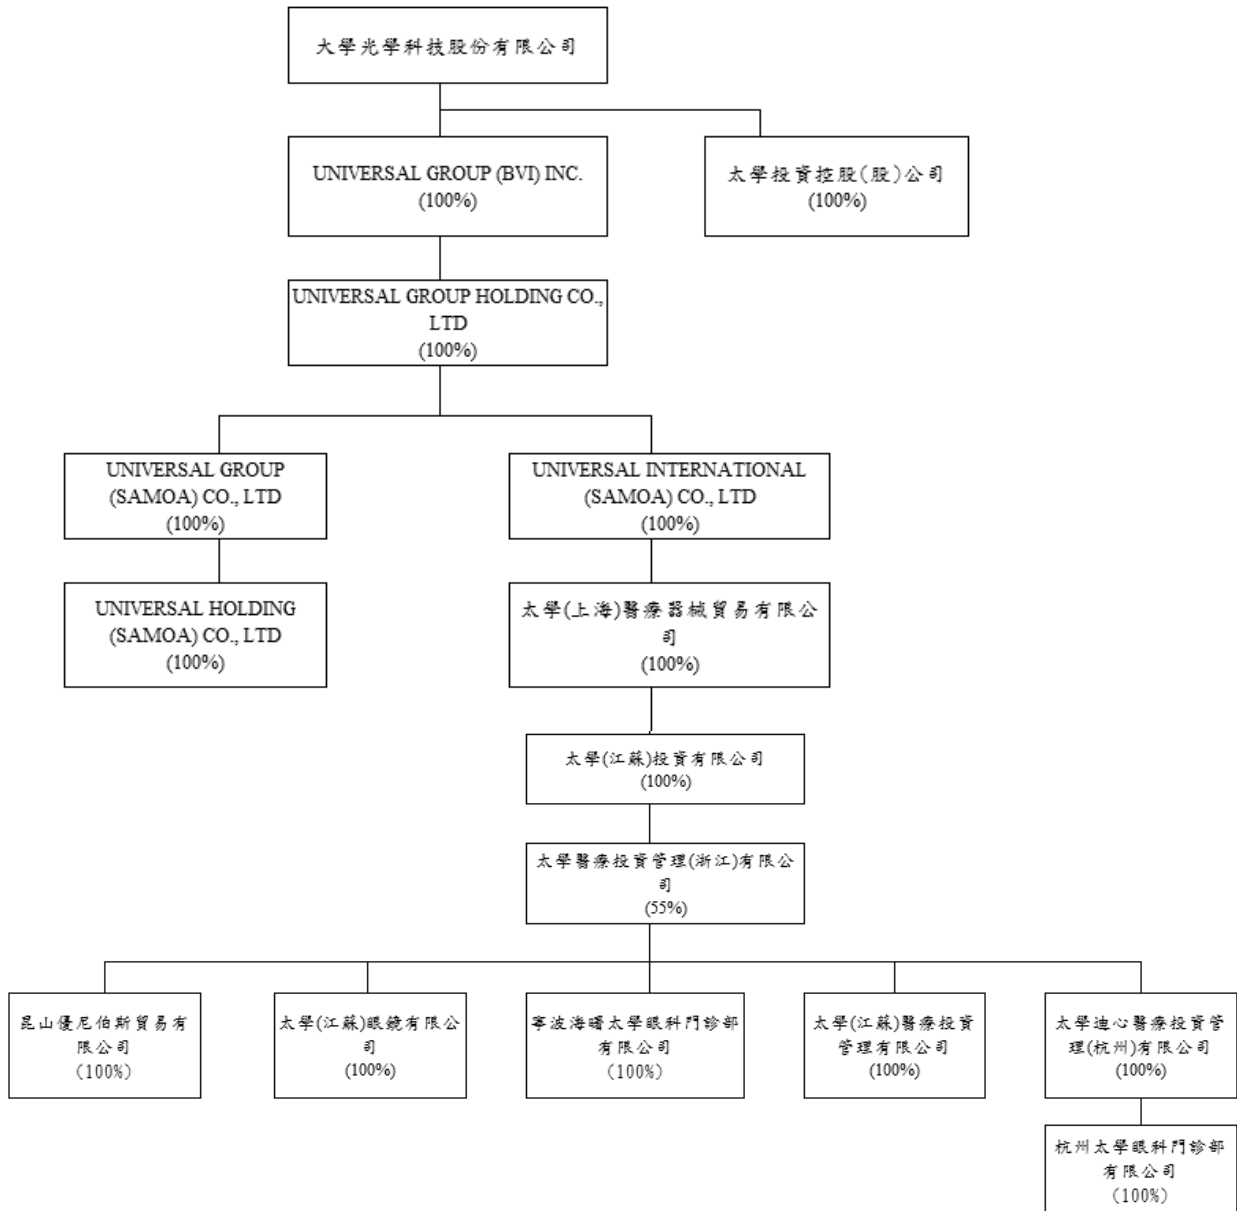 大學光學科技股份有限公司
UNIVERSAL GROUP (BVI) INC.
(100%)
太學投資控股(股)公司
(100%)
UNIVERSAL GROUP HOLDING CO.,
LTD
(100%)
UNIVERSAL GROUP
(SAMOA) CO., LTD
(100%)
UNIVERSAL INTERNATIONAL
(SAMOA) CO., LTD
(100%)
UNIVERSAL HOLDING
(SAMOA) CO., LTD
(100%)
太學(上海)醫療器械貿易有限公
司
(100%)
太學(江蘇)投資有限公司
(100%)
太學醫療投資管理(浙江)有限公
司
(55%)
昆山優尼伯斯貿易有
限公司
(100%)
太學(江蘇)眼鏡有限公
司
(100%)
寧波海曙太學眼科門診部
有限公司
(100%)
太學(江蘇)醫療投資
管理有限公司
(100%)
太學迪心醫療投資管
理(杭州)有限公司
(100%)
杭州太學眼科門診部
有限公司
(100%)